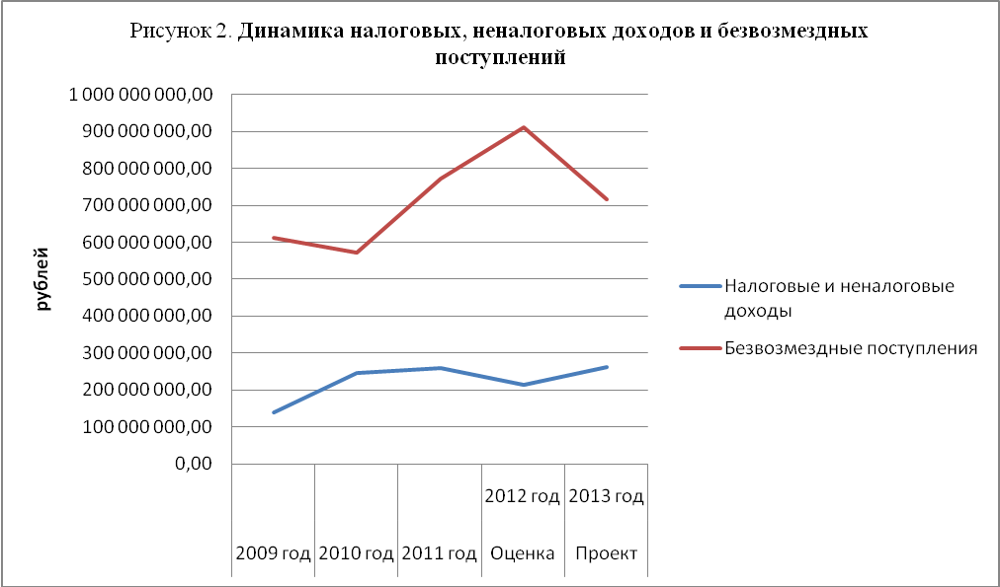 Рисунок 2. Динамика налоговых, неналоговых доходов и безвозмездных
поступлений
1 000 000 000,00
900 000 000,00
800 000 000,00
700 000 000,00
600 000 000,00
500 000 000,00
400 000 000,00
300 000 000,00
200 000 000,00
100 000 000,00
0,00
рублей
2012 год 2013 год
2009 год 2010 год 2011 год Оценка Проект
Налоговые и неналоговые
доходы
Безвозмездные поступления